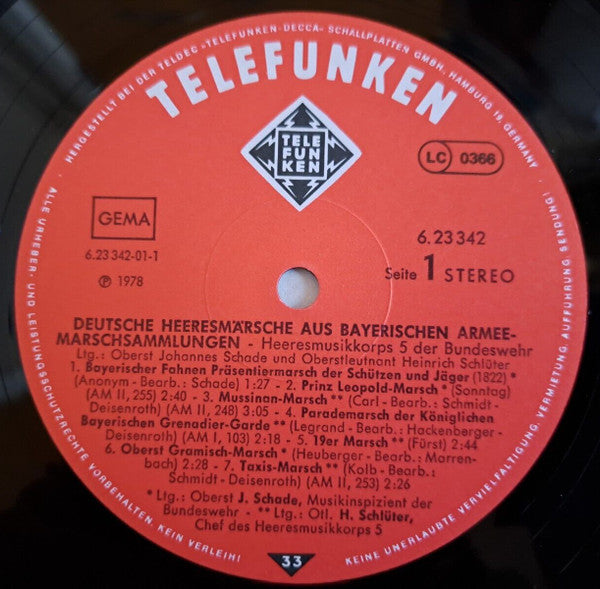 HERGESTELLT BEI DER TELDEC »TELEFUNKEN-DECCA« SCHALLPLATTEN GMBH, HAMBURG 19, GERMANY
TELEFUNKEN
TELE
FUN
KEN
LC 0366
GEMA
6.23 342-01-1
Ⓟ 1978
6.23 342
Seite 1 STEREO
DEUTSCHE HEERESMÄRSCHE AUS BAYERISCHEN ARMEE-
MARSCHSAMMLUNGEN - Heeresmusikkorps 5 der Bundeswehr
Ltg.: Oberst Johannes Schade und Oberstleutnant Heinrich Schlüter
1. Bayerischer Fahnen Präsentiermarsch der Schützen und Jäger (1822) *
(Anonym - Bearb.: Schade) 1:27 - 2. Prinz Leopold-Marsch * (Sonntag)
(AM II, 255) 2:40 - 3. Mussinan-Marsch ** (Carl - Bearb.: Schmidt-
Deisenroth) (AM II, 248) 3:05 - 4. Parademarsch der Königlichen
Bayerischen Grenadier-Garde ** (Legrand - Bearb.: Hackenberger-
Deisenroth) (AM I, 103) 2:18 - 5. 19er Marsch ** (Fürst) 2:44
6. Oberst Gramisch-Marsch * (Heuberger - Bearb.: Marren-
bach) 2:28 - 7. Taxis-Marsch ** (Kolb - Bearb.:
Schmidt - Deisenroth) (AM II, 253) 2:26
* Ltg.: Oberst J. Schade, Musikinspizient der
Bundeswehr - ** Ltg.: Otl. H. Schlüter,
Chef des Heeresmusikkorps 5
33
ALLE URHEBER- UND LEISTUNGSSCHUTZRECHTE VORBEHALTEN. KEIN VERLEIH!
KEINE UNERLAUBTE VERVIELFÄLTIGUNG, VERMIETUNG, AUFFÜHRUNG, SENDUNG!